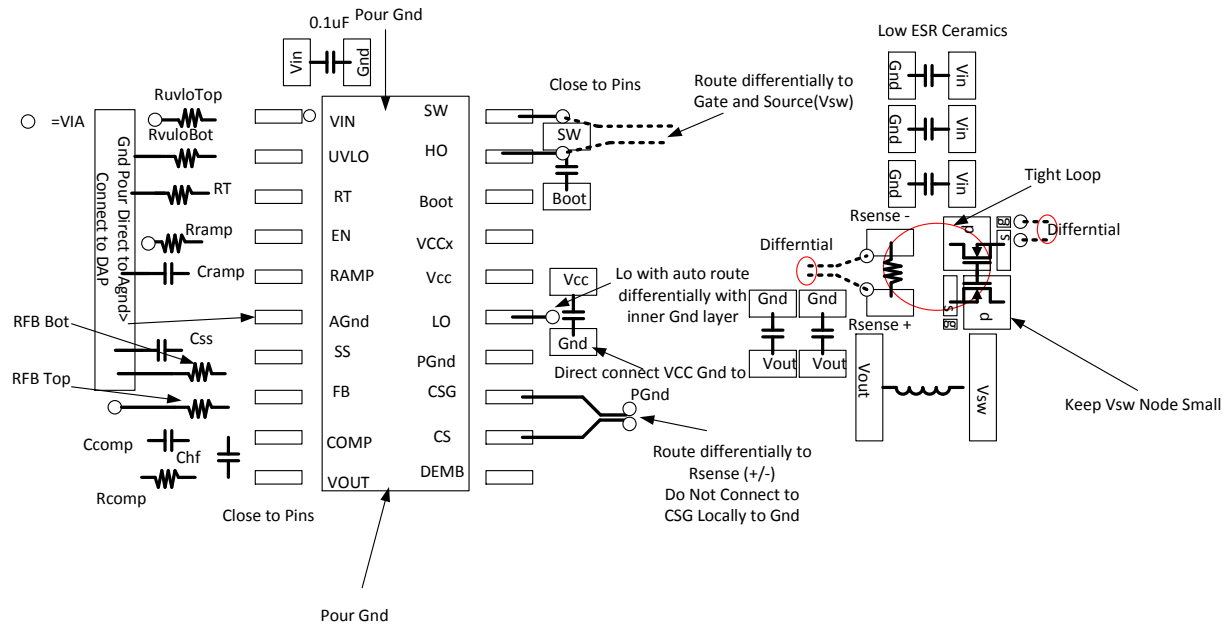 Pour Gnd
0.1uF
Vin
Gnd
Low ESR Ceramics
Gnd
Vin
Gnd
Vin
Gnd
Vin
RuvloTop
=VIA
RvuloBot
Gnd Pour Direct to Agnd>
Connect to DAP
RT
Rramp
Cramp
RFB Bot
Css
RFB Top
Ccomp
Chf
Rcomp
Close to Pins
VIN
UVLO
RT
EN
RAMP
AGnd
SS
FB
COMP
VOUT
SW
HO
Boot
VCCx
Vcc
LO
PGnd
CSG
CS
DEMB
Close to Pins
SW
Boot
Route differentially to
Gate and Source(Vsw)
Tight Loop
Rsense -
Differntial
g
s
Differntial
Vcc
Gnd
Lo with auto route
differentially with
inner Gnd layer
Direct connect VCC Gnd to
PGnd
Gnd
Gnd
Vout
Vout
Rsense +
s
g
d
Vout
Vsw
Keep Vsw Node Small
Route differentially to
Rsense (+/-)
Do Not Connect to
CSG Locally to Gnd
Pour Gnd